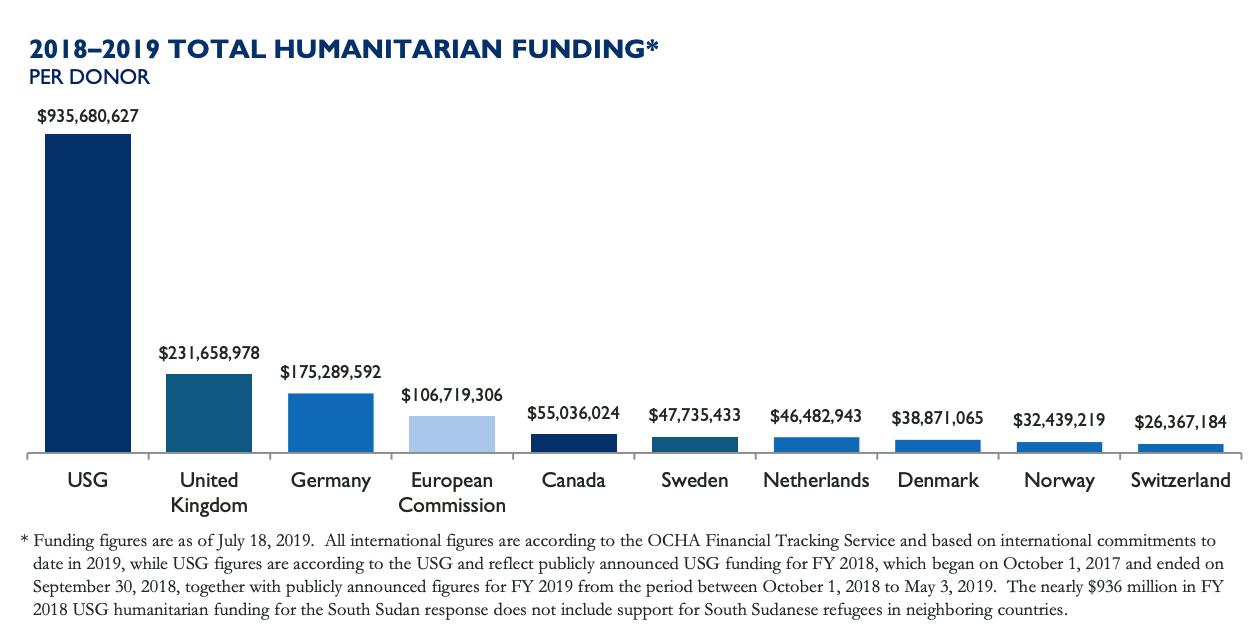 2018–2019 TOTAL HUMANITARIAN FUNDING*
PER DONOR
$935,680,627
$231,658,978
$175,289,592
$106,719,306
$55,036,024
$47,735,433
$46,482,943
$38,871,065
$32,439,219
$26,367,184
USG
United
Kingdom
Germany
European
Commission
Canada
Sweden
Netherlands
Denmark
Norway
Switzerland
* Funding figures are as of July 18, 2019. All international figures are according to the OCHA Financial Tracking Service and based on international commitments to
date in 2019, while USG figures are according to the USG and reflect publicly announced USG funding for FY 2018, which began on October 1, 2017 and ended on
September 30, 2018, together with publicly announced figures for FY 2019 from the period between October 1, 2018 to May 3, 2019. The nearly $936 million in FY
2018 USG humanitarian funding for the South Sudan response does not include support for South Sudanese refugees in neighboring countries.